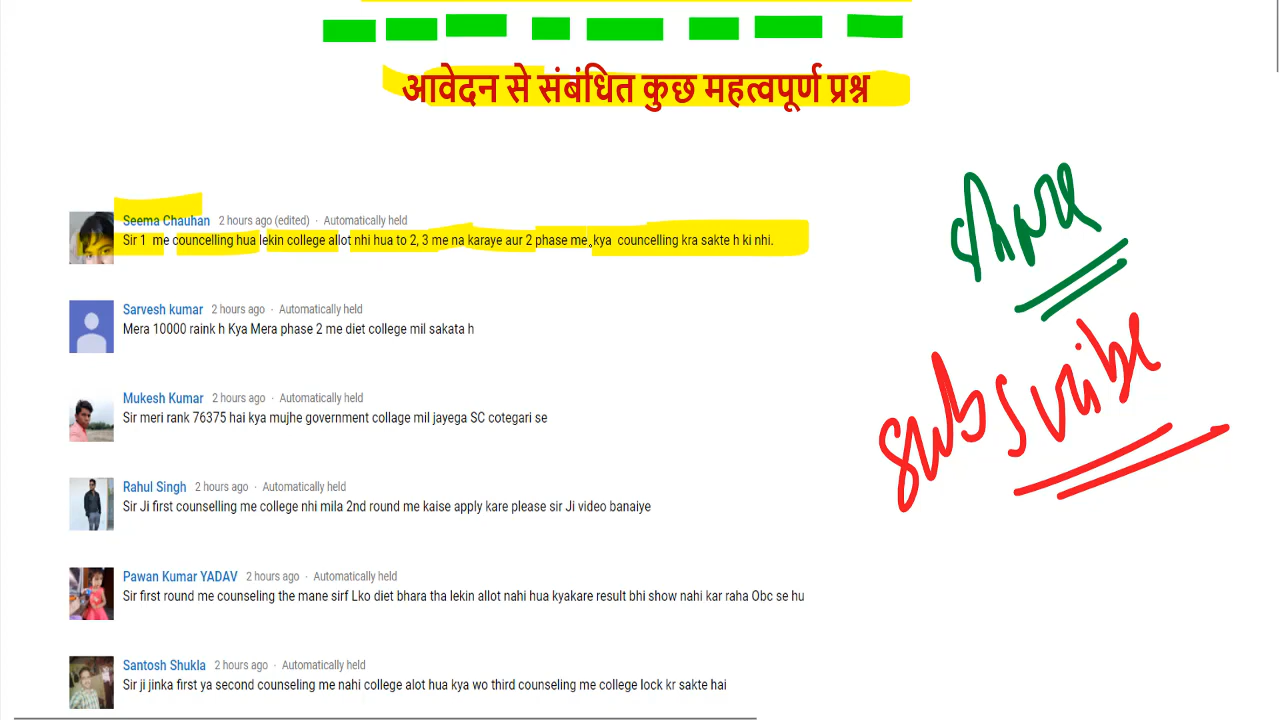 आवेदन से संबंधित कुछ महत्वपूर्ण प्रश्न
Seema Chauhan 2 hours ago (edited) · Automatically held
Sir 1 me councelling hua lekin college allot nhi hua to 2, 3 me na karaye aur 2 phase me kya councelling kra sakte h ki nhi.
Sarvesh kumar 2 hours ago · Automatically held
Mera 10000 raink h Kya Mera phase 2 me diet college mil sakata h
Mukesh Kumar 2 hours ago · Automatically held
Sir meri rank 76375 hai kya mujhe government collage mil jayega SC cotegari se
Rahul Singh 2 hours ago · Automatically held
Sir Ji first counselling me college nhi mila 2nd round me kaise apply kare please sir Ji video banaiye
Pawan Kumar YADAV 2 hours ago · Automatically held
Sir first round me counseling the mane sirf Lko diet bhara tha lekin allot nahi hua kyakare result bhi show nahi kar raha Obc se hu
Santosh Shukla 2 hours ago · Automatically held
Sir ji jinka first ya second counseling me nahi college alot hua kya wo third counseling me college lock kr sakte hai
share
subscribe